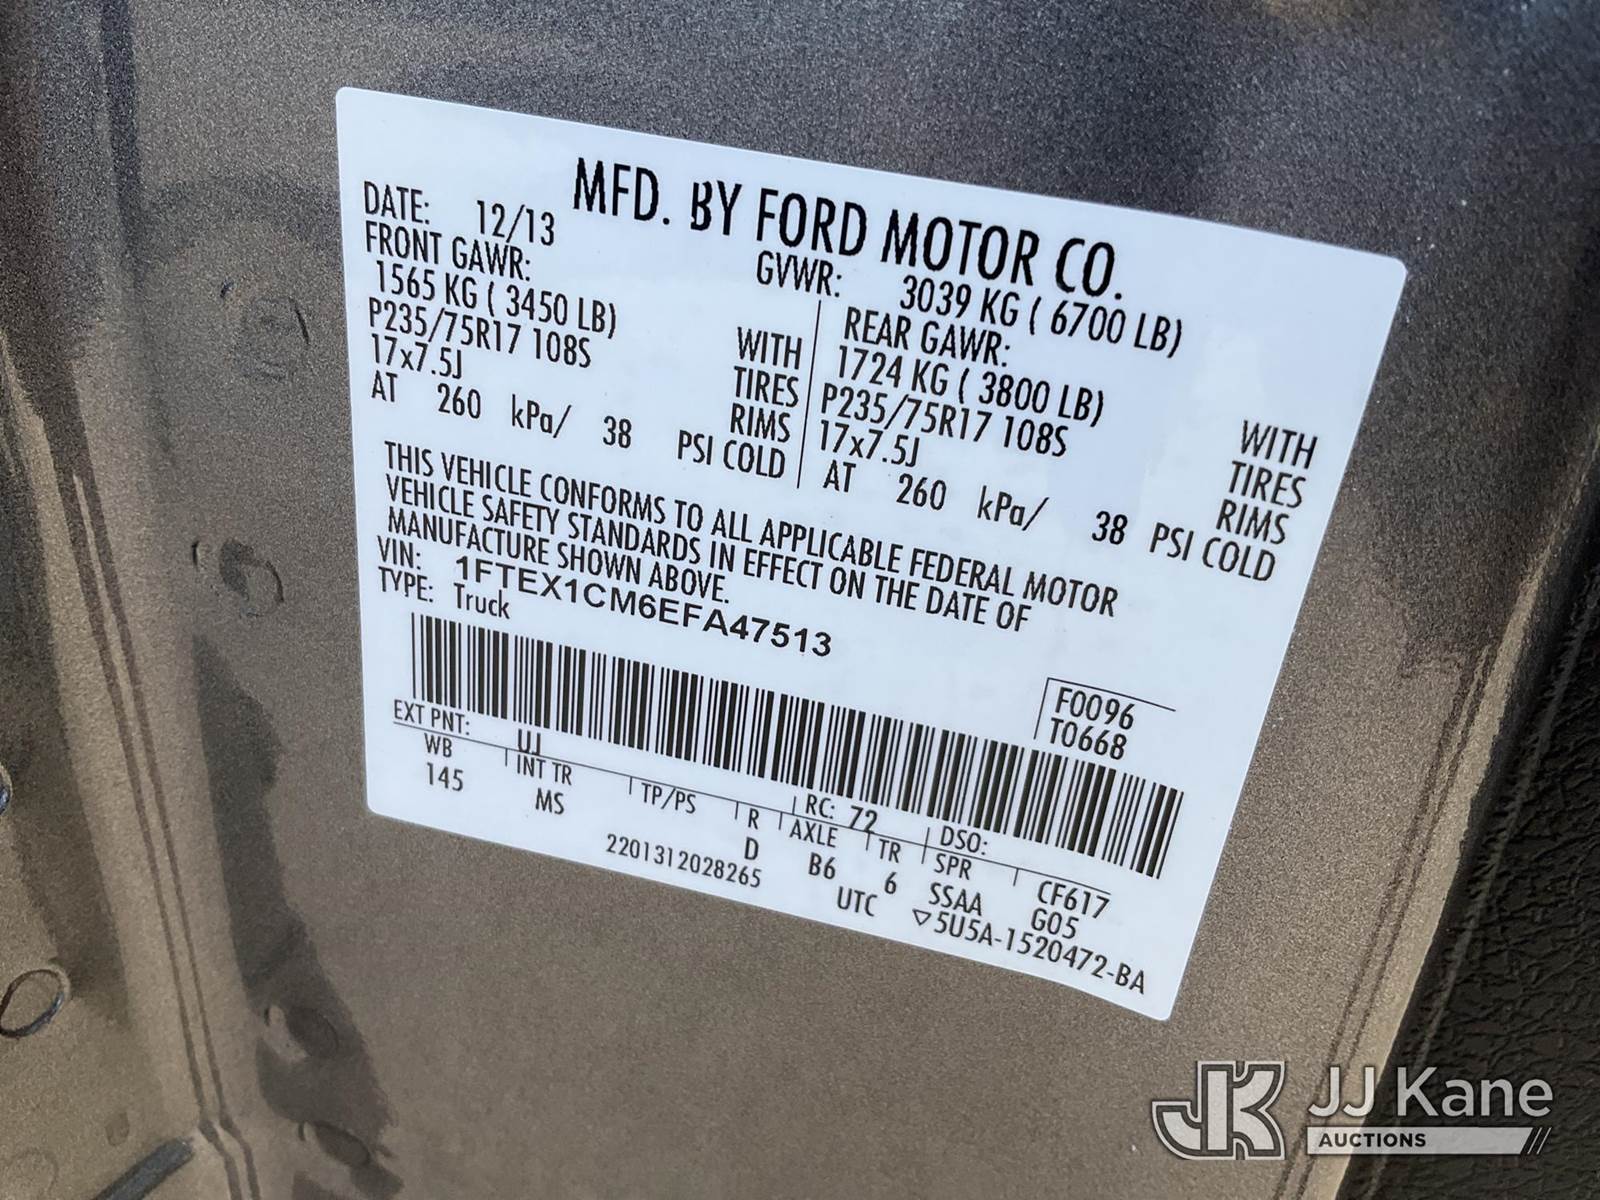 MFD. BY FORD MOTOR CO.
DATE: 12/13 GVWR: 3039 KG ( 6700 LB)
FRONT GAWR: REAR GAWR:
1565 KG ( 3450 LB) WITH 1724 KG ( 3800 LB) WITH
P235/75R17 108S TIRES P235/75R17 108S TIRES
17x7.5J RIMS 17x7.5J RIMS
AT 260 kPa/ 38 PSI COLD AT 260 kPa/ 38 PSI COLD
THIS VEHICLE CONFORMS TO ALL APPLICABLE FEDERAL MOTOR
VEHICLE SAFETY STANDARDS IN EFFECT ON THE DATE OF
MANUFACTURE SHOWN ABOVE.
VIN: 1FTEX1CM6EFA47513
TYPE: Truck
F0096
T0668
EXT PNT: UJ RC: 72 DSO:
WB INT TR TP/PS R AXLE TR SPR CF617
145 MS D B6 6 SSAA G05
2201312028265 UTC ▽5U5A-1520472-BA
JK JJ Kane
AUCTIONS